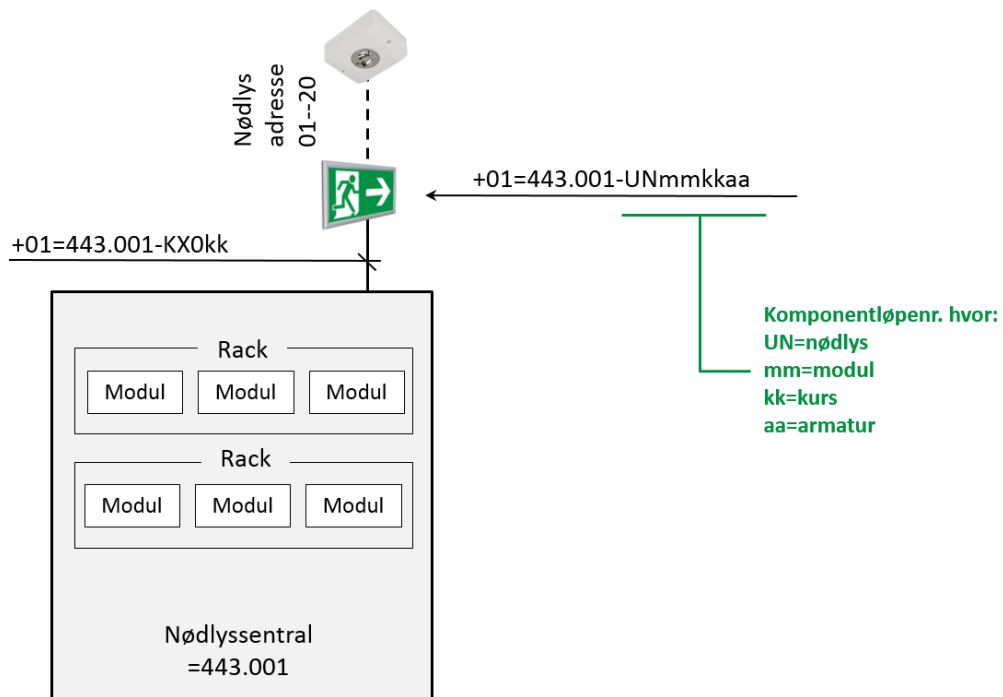 Nødlys
adresse
01--20
+01=443.001-UNmmkkaa
+01=443.001-KX0kk
Komponentløpenr. hvor:
UN=nødlys
mm=modul
kk=kurs
aa=armatur
Rack
Modul Modul Modul
Rack
Modul Modul Modul
Nødlyssentral
=443.001